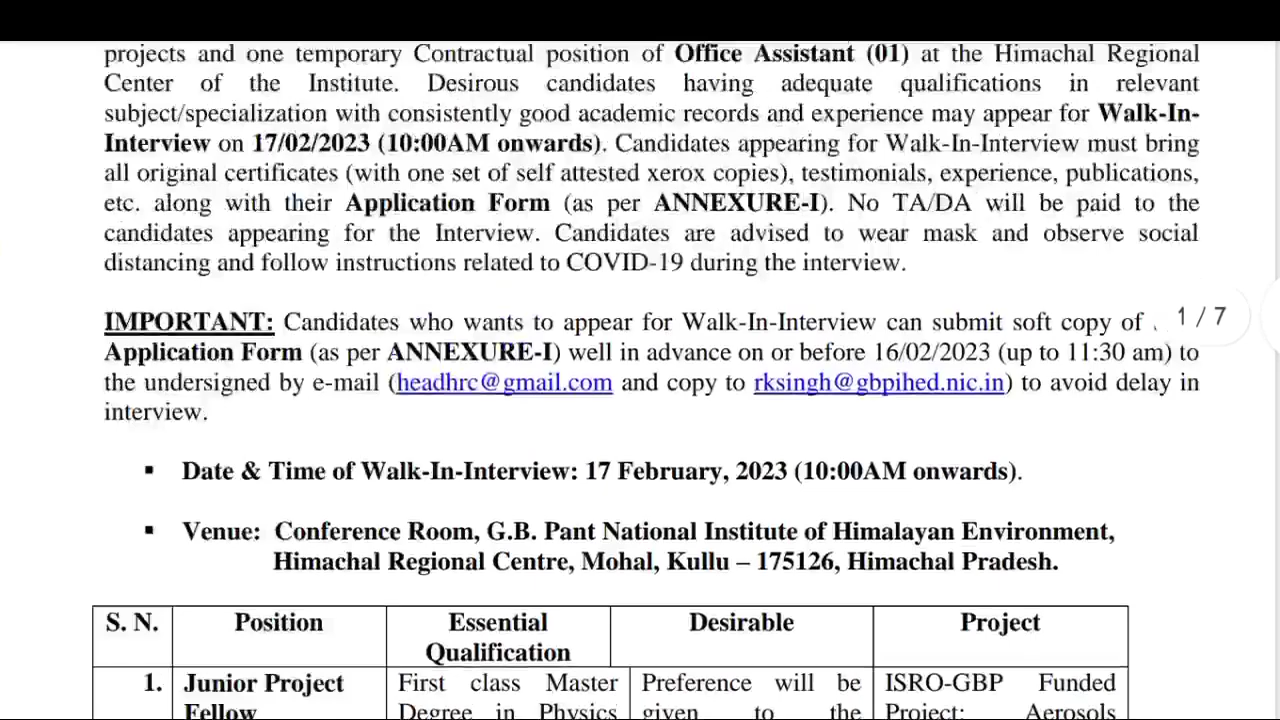 projects and one temporary Contractual position of Office Assistant (01) at the Himachal Regional
Center of the Institute. Desirous candidates having adequate qualifications in relevant
subject/specialization with consistently good academic records and experience may appear for Walk-In-
Interview on 17/02/2023 (10:00AM onwards). Candidates appearing for Walk-In-Interview must bring
all original certificates (with one set of self attested xerox copies), testimonials, experience, publications,
etc. along with their Application Form (as per ANNEXURE-I). No TA/DA will be paid to the
candidates appearing for the Interview. Candidates are advised to wear mask and observe social
distancing and follow instructions related to COVID-19 during the interview.
IMPORTANT: Candidates who wants to appear for Walk-In-Interview can submit soft copy of
1 / 7
Application Form (as per ANNEXURE-I) well in advance on or before 16/02/2023 (up to 11:30 am) to
the undersigned by e-mail (headhrc@gmail.com and copy to rksingh@gbpihed.nic.in) to avoid delay in
interview.
▪ Date & Time of Walk-In-Interview: 17 February, 2023 (10:00AM onwards).
▪ Venue: Conference Room, G.B. Pant National Institute of Himalayan Environment,
Himachal Regional Centre, Mohal, Kullu – 175126, Himachal Pradesh.
S. N. Position Essential Qualification Desirable Project
1. Junior Project First class Master Preference will be ISRO-GBP Funded
Fellow Degree in Physics given to the Project: Aerosols